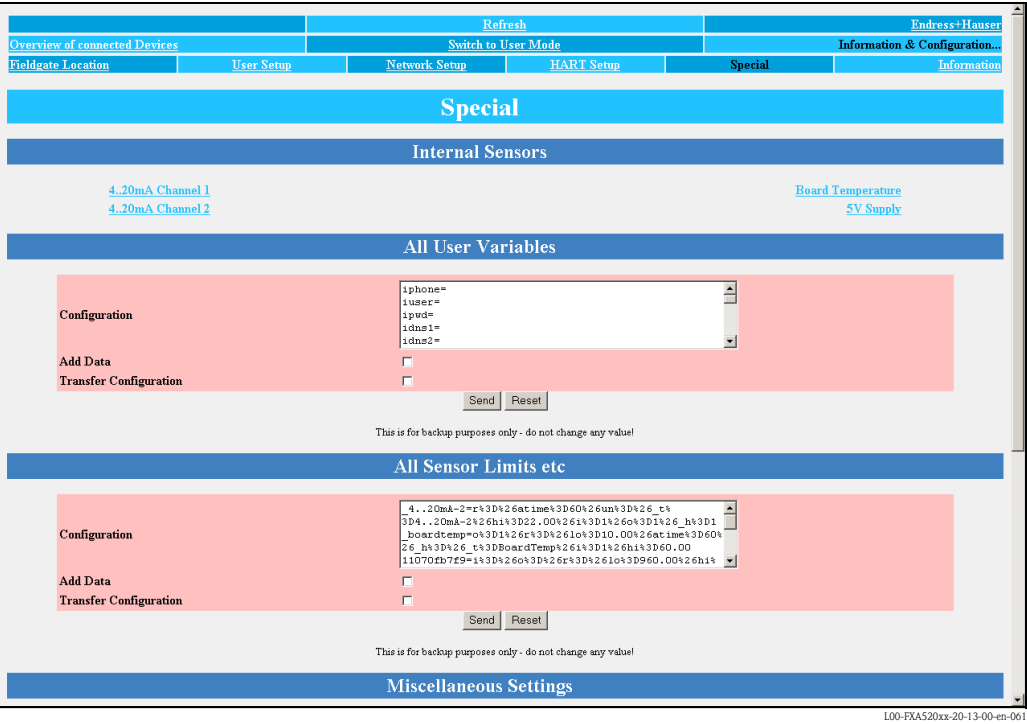 Refresh
Endress+Hauser
Overview of connected Devices
Switch to User Mode
Information & Configuration...
Fieldgate Location
User Setup
Network Setup
HART Setup
Special
Information
Special
Internal Sensors
4..20mA Channel 1
Board Temperature
4..20mA Channel 2
5V Supply
All User Variables
Configuration
iphone=
iuser=
ipwd=
idns1=
idns2=
Add Data
Transfer Configuration
Send
Reset
This is for backup purposes only - do not change any value!
All Sensor Limits etc
Configuration
_4..20mA-2=r%3D%26atime%3D60%26un%3D%26_t%
3D4..20mA-2%26hi%3D22.00%26i%3D1%26o%3D1%26_h%3D1
_boardtemp=o%3D1%26r%3D%26lo%3D10.00%26atime%3D60%
26_h%3D%26_t%3DBoardTemp%26i%3D1%26hi%3D60.00
11070fb7f9=i%3D%26o%3D%26r%3D%26lo%3D960.00%26hi%
Add Data
Transfer Configuration
Send
Reset
This is for backup purposes only - do not change any value!
Miscellaneous Settings
L00-FXA520xx-20-13-00-en-061